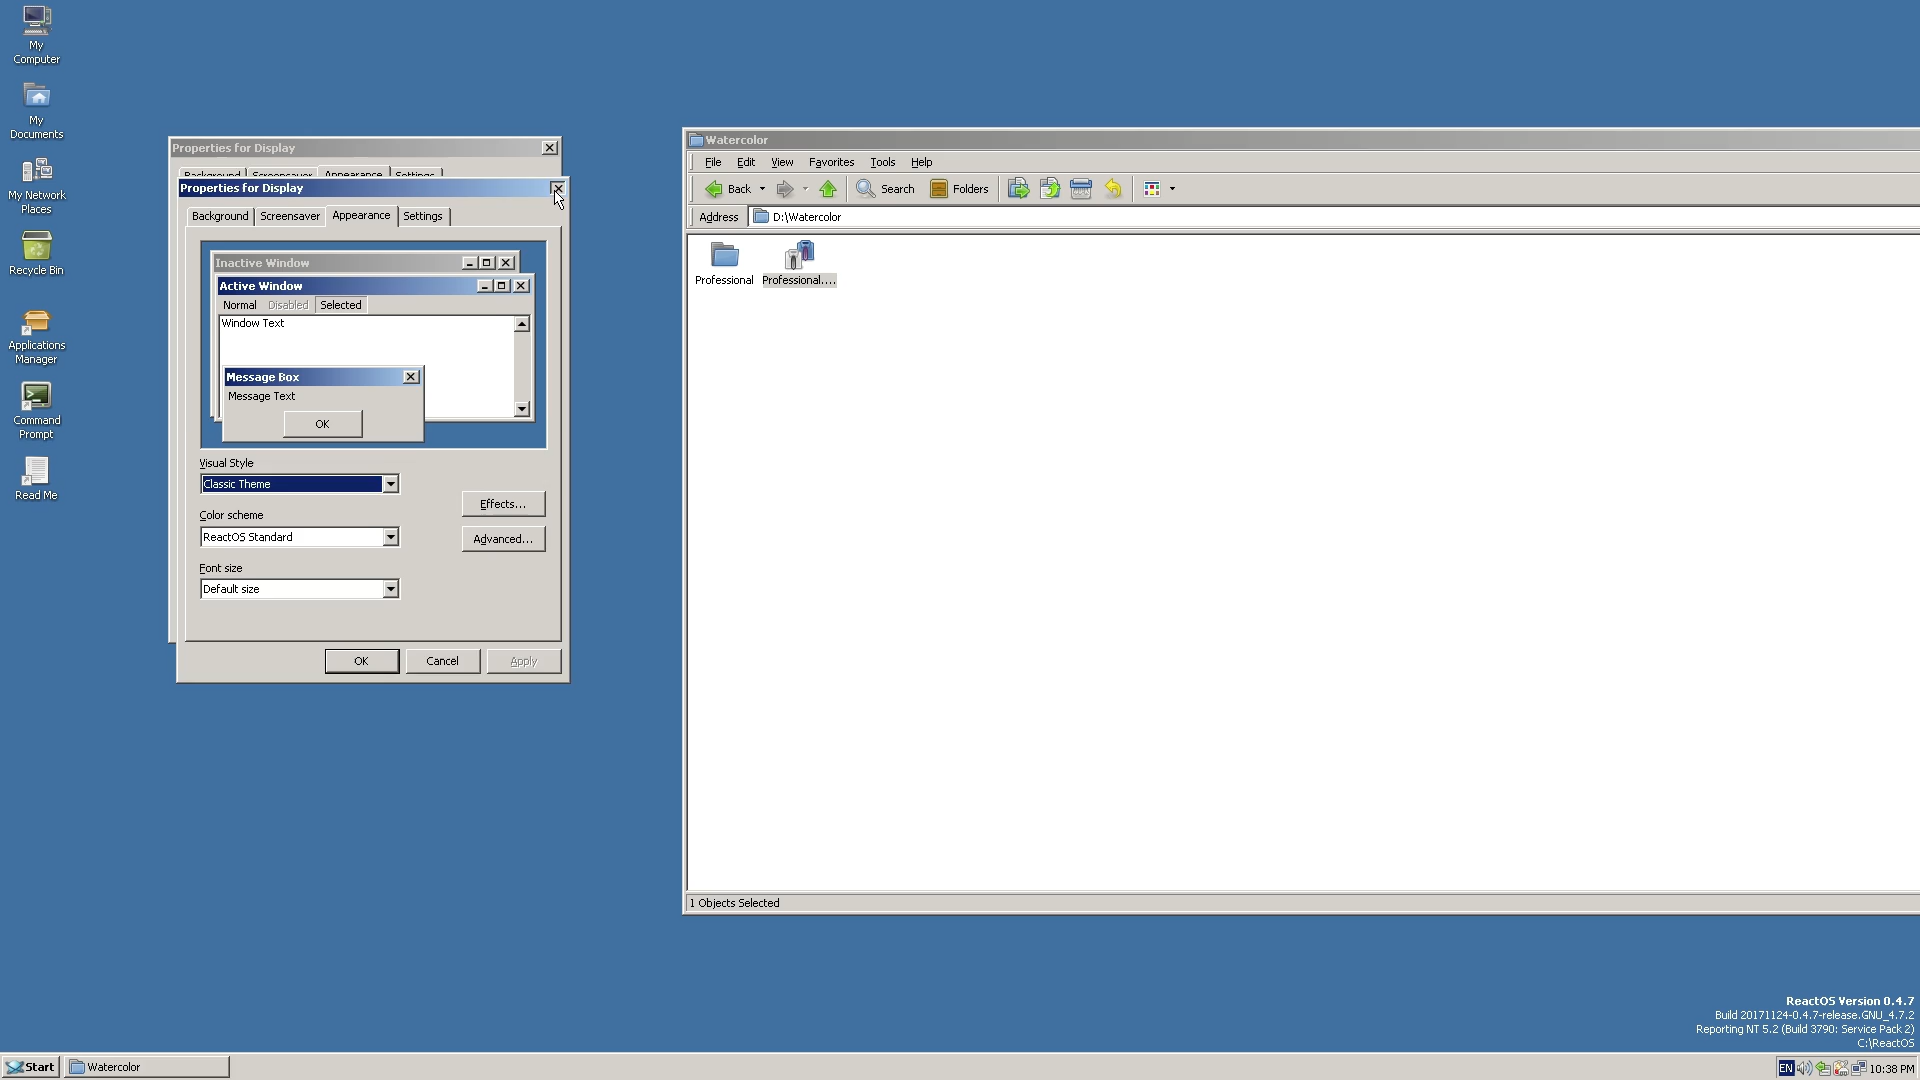 My
Computer
My
Documents
My Network
Places
Recycle Bin
Applications
Manager
Command
Prompt
Read Me
Properties for Display
Background Screensaver Appearance Settings
Properties for Display
Background Screensaver Appearance Settings
Inactive Window
Active Window
Normal Disabled Selected
Window Text
Message Box
Message Text
OK
Visual Style
Classic Theme
Effects...
Color scheme
ReactOS Standard
Advanced...
Font size
Default size
OK Cancel Apply
Watercolor
File Edit View Favorites Tools Help
Back Search Folders
Address D:\Watercolor
Professional Professional....
1 Objects Selected
ReactOS Version 0.4.7
Build 20171124-0.4.7-release.GNU_4.7.2
Reporting NT 5.2 (Build 3790: Service Pack 2)
C:\ReactOS
Start Watercolor EN 10:38 PM